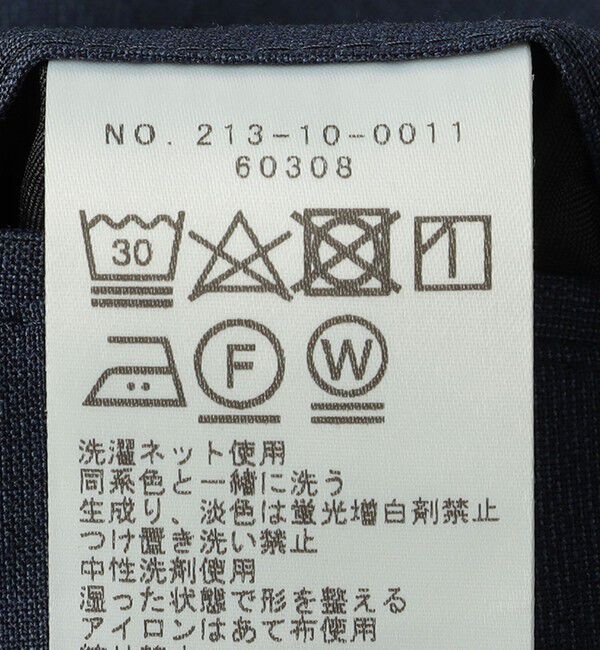 NO. 213-10-0011
60308
30
F W
洗濯ネット使用
同系色と一緒に洗う
生成り、淡色は蛍光増白剤禁止
つけ置き洗い禁止
中性洗剤使用
湿った状態で形を整える
アイロンはあて布使用